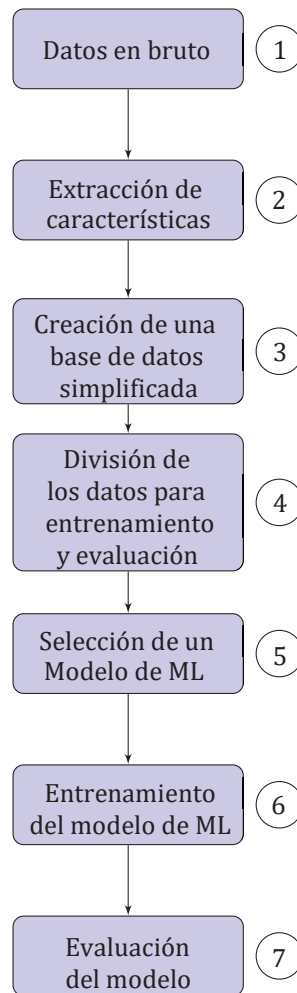 Datos en bruto
1
Extracción de
características
2
Creación de una
base de datos
simplificada
3
División de
los datos para
entrenamiento
y evaluación
4
Selección de un
Modelo de ML
5
Entrenamiento
del modelo de ML
6
Evaluación
del modelo
7